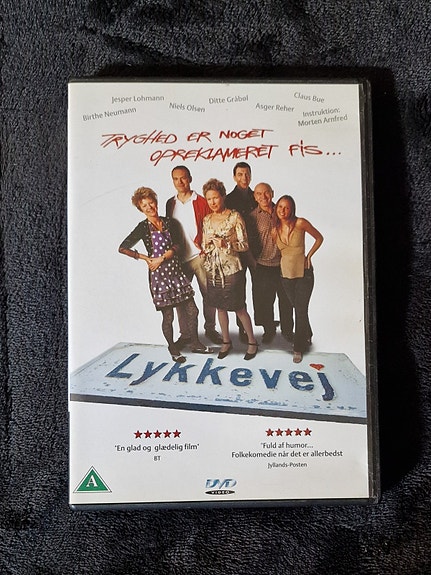 Jesper Lohmann
Ditte Gråbøl
Claus Bue
Birthe Neumann
Niels Olsen
Asger Reher
Instruktion:
Morten Arnfred
TRYGHED ER NOGET
OPREKLAMERET FIS...
Lykkevej
"En glad og glædelig film"
BT
"Fuld af humor...
Folkekomedie når det er allerbedst
Jyllands-Posten
A
DVD
VIDEO